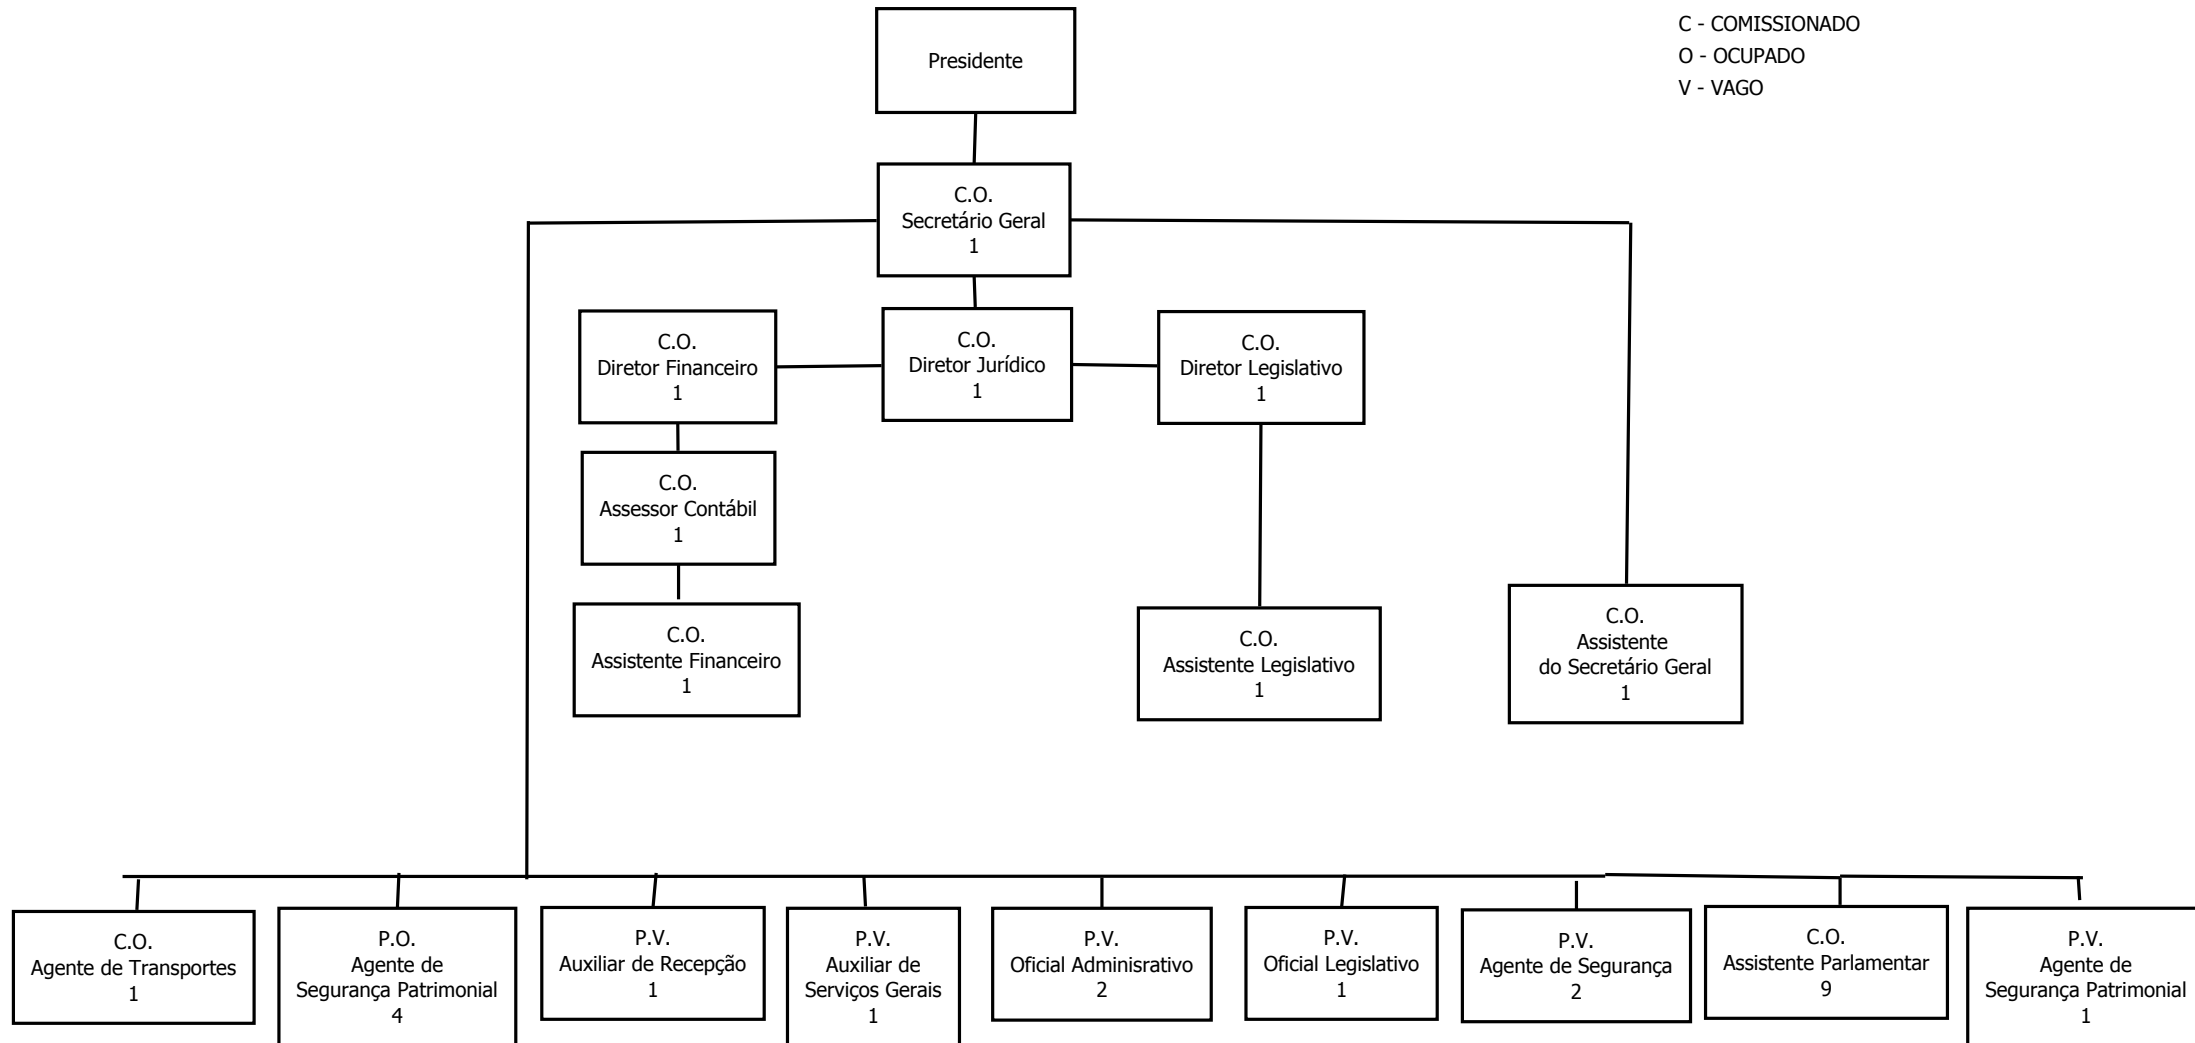 C - COMISSIONADO
O - OCUPADO
V - VAGO
Presidente
C.O.
Secretário Geral
1
C.O.
Diretor Financeiro
1
C.O.
Diretor Jurídico
1
C.O.
Diretor Legislativo
1
C.O.
Assessor Contábil
1
C.O.
Assistente Financeiro
1
C.O.
Assistente Legislativo
1
C.O.
Assistente
do Secretário Geral
1
C.O.
Agente de Transportes
1
P.O.
Agente de
Segurança Patrimonial
4
P.V.
Auxiliar de Recepção
1
P.V.
Auxiliar de
Serviços Gerais
1
P.V.
Oficial Adminisrativo
2
P.V.
Oficial Legislativo
1
P.V.
Agente de Segurança
2
C.O.
Assistente Parlamentar
9
P.V.
Agente de
Segurança Patrimonial
1